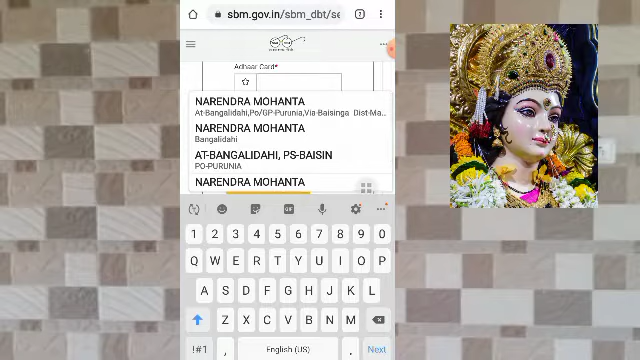 sbm.gov.in/sbm_dbt/se
Adhaar Card*
NARENDRA MOHANTA
At-Bangalidahi,Po/GP-Purunia,Via-Baisinga Dist-Ma...
NARENDRA MOHANTA
Bangalidahi
AT-BANGALIDAHI, PS-BAISIN
PO-PURUNIA
NARENDRA MOHANTA
GIF
1 2 3 4 5 6 7 8 9 0
Q W E R T Y U I O P
A S D F G H J K L
Z X C V B N M
!#1 , English (US) . Next